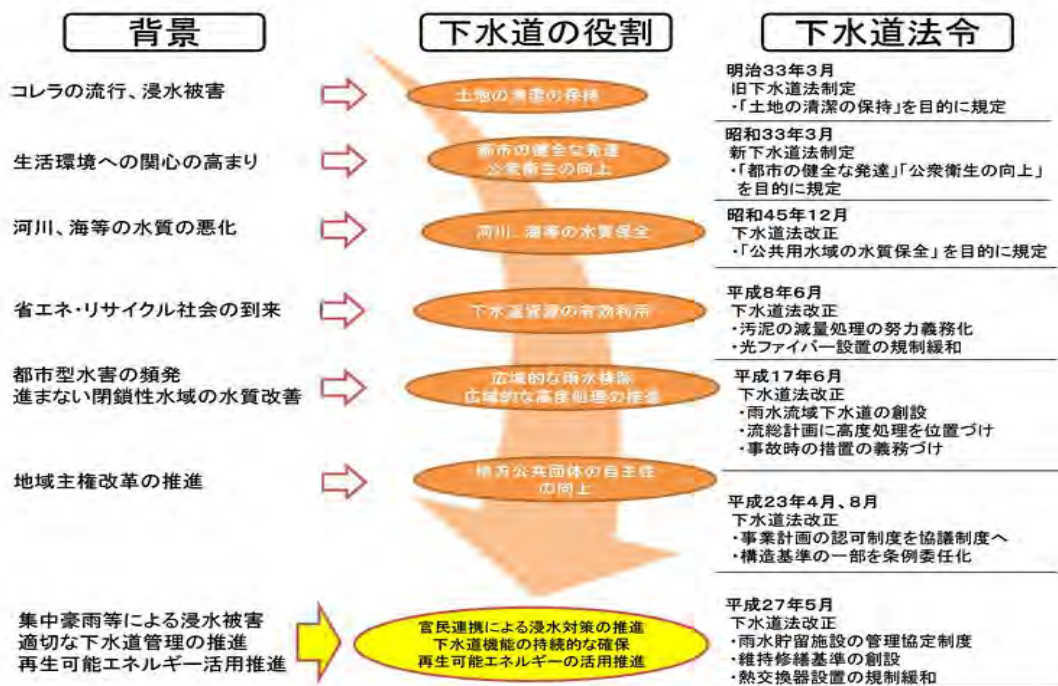 背景
下水道の役割
下水道法令
コレラの流行、浸水被害
土地の清潔の保持
明治33年3月
旧下水道法制定
・「土地の清潔の保持」を目的に規定
生活環境への関心の高まり
都市の健全な発達
公衆衛生の向上
昭和33年3月
新下水道法制定
・「都市の健全な発達」「公衆衛生の向上」
を目的に規定
河川、海等の水質の悪化
河川、海等の水質保全
昭和45年12月
下水道法改正
・「公共用水域の水質保全」を目的に規定
省エネ・リサイクル社会の到来
下水道資源の有効利用
平成8年6月
下水道法改正
・汚泥の減量処理の努力義務化
・光ファイバー設置の規制緩和
都市型水害の頻発
進まない閉鎖性水域の水質改善
広域的な雨水排除
広域的な高度処理の推進
平成17年6月
下水道法改正
・雨水流域下水道の創設
・流総計画に高度処理を位置づけ
・事故時の措置の義務づけ
地域主権改革の推進
地方公共団体の自主性
の向上
平成23年4月、8月
下水道法改正
・事業計画の認可制度を協議制度へ
・構造基準の一部を条例委任化
集中豪雨等による浸水被害
適切な下水道管理の推進
再生可能エネルギー活用推進
官民連携による浸水対策の推進
下水道機能の持続的な確保
再生可能エネルギーの活用推進
平成27年5月
下水道法改正
・雨水貯留施設の管理協定制度
・維持修繕基準の創設
・熱交換器設置の規制緩和